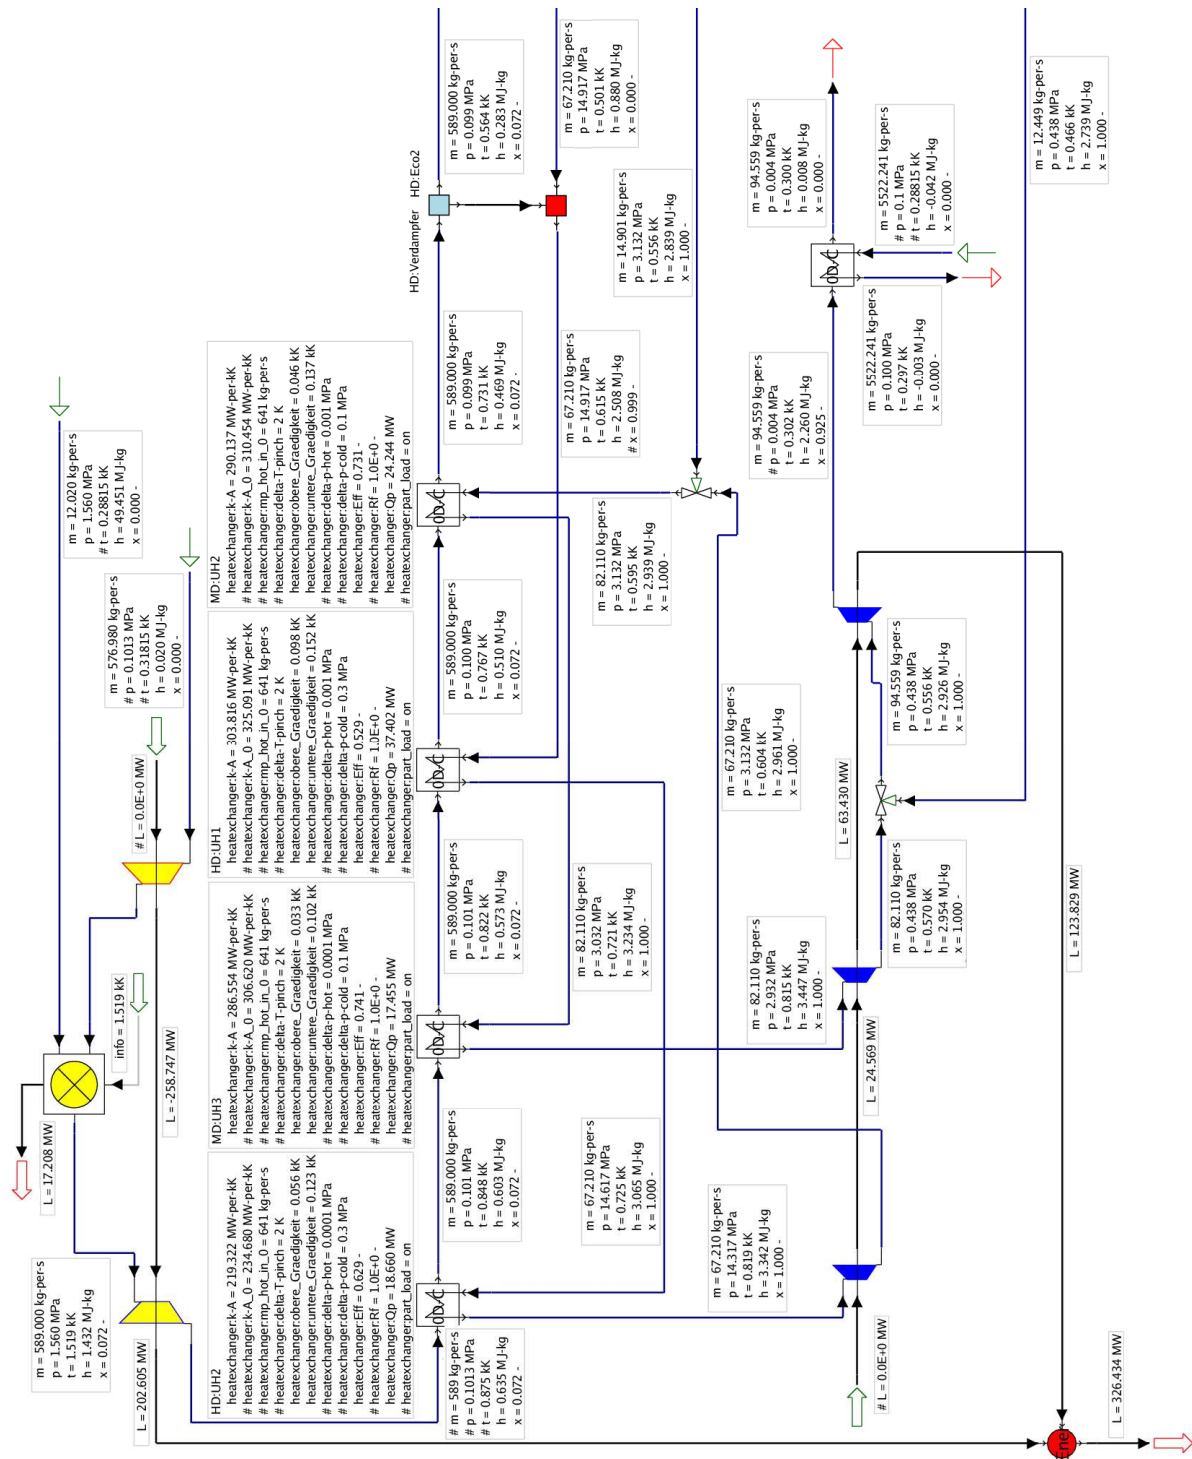 L = 17.208 MW
m = 589.000 kg-per-s
p = 1.560 MPa
t = 1.519 kK
h = 1.432 MJ-kg
x = 0.072 -
m = 12.020 kg-per-s
p = 1.560 MPa
# t = 0.28815 kK
h = 49.451 MJ-kg
x = 0.000 -
info = 1.519 kK
m = 576.980 kg-per-s
# p = 0.1013 MPa
# t = 0.31815 kK
h = 0.020 MJ-kg
x = 0.000 -
L = 202.605 MW
L = -258.747 MW
# L = 0.0E+0 MW
HD:UH2
heatexchanger:k-A = 219.322 MW-per-kK
# heatexchanger:k-A_0 = 234.680 MW-per-kK
# heatexchanger:mp_hot_in_0 = 641 kg-per-s
# heatexchanger:delta-T-pinch = 2 K
heatexchanger:obere_Graedigkeit = 0.056 kK
heatexchanger:untere_Graedigkeit = 0.123 kK
# heatexchanger:delta-p-hot = 0.0001 MPa
# heatexchanger:delta-p-cold = 0.3 MPa
heatexchanger:Eff = 0.629 -
# heatexchanger:Rf = 1.0E+0 -
heatexchanger:Qp = 18.660 MW
# heatexchanger:part_load = on
MD:UH3
heatexchanger:k-A = 286.554 MW-per-kK
# heatexchanger:k-A_0 = 306.620 MW-per-kK
# heatexchanger:mp_hot_in_0 = 641 kg-per-s
# heatexchanger:delta-T-pinch = 2 K
heatexchanger:obere_Graedigkeit = 0.033 kK
heatexchanger:untere_Graedigkeit = 0.102 kK
# heatexchanger:delta-p-hot = 0.0001 MPa
# heatexchanger:delta-p-cold = 0.1 MPa
heatexchanger:Eff = 0.741 -
# heatexchanger:Rf = 1.0E+0 -
heatexchanger:Qp = 17.455 MW
# heatexchanger:part_load = on
HD:UH1
heatexchanger:k-A = 303.816 MW-per-kK
# heatexchanger:k-A_0 = 325.091 MW-per-kK
# heatexchanger:mp_hot_in_0 = 641 kg-per-s
# heatexchanger:delta-T-pinch = 2 K
heatexchanger:obere_Graedigkeit = 0.098 kK
heatexchanger:untere_Graedigkeit = 0.152 kK
# heatexchanger:delta-p-hot = 0.001 MPa
# heatexchanger:delta-p-cold = 0.3 MPa
heatexchanger:Eff = 0.529 -
# heatexchanger:Rf = 1.0E+0 -
heatexchanger:Qp = 37.402 MW
# heatexchanger:part_load = on
MD:UH2
heatexchanger:k-A = 290.137 MW-per-kK
# heatexchanger:k-A_0 = 310.454 MW-per-kK
# heatexchanger:mp_hot_in_0 = 641 kg-per-s
# heatexchanger:delta-T-pinch = 2 K
heatexchanger:obere_Graedigkeit = 0.046 kK
heatexchanger:untere_Graedigkeit = 0.137 kK
# heatexchanger:delta-p-hot = 0.001 MPa
# heatexchanger:delta-p-cold = 0.1 MPa
heatexchanger:Eff = 0.731 -
# heatexchanger:Rf = 1.0E+0 -
heatexchanger:Qp = 24.244 MW
# heatexchanger:part_load = on
HD:Verdampfer
HD:Eco2
0D/C
0D/C
0D/C
0D/C
# m = 589 kg-per-s
# p = 0.1013 MPa
# t = 0.875 kK
h = 0.635 MJ-kg
x = 0.072 -
m = 589.000 kg-per-s
p = 0.101 MPa
t = 0.848 kK
h = 0.603 MJ-kg
x = 0.072 -
m = 589.000 kg-per-s
p = 0.101 MPa
t = 0.822 kK
h = 0.573 MJ-kg
x = 0.072 -
m = 589.000 kg-per-s
p = 0.100 MPa
t = 0.767 kK
h = 0.510 MJ-kg
x = 0.072 -
m = 589.000 kg-per-s
p = 0.099 MPa
t = 0.731 kK
h = 0.469 MJ-kg
x = 0.072 -
m = 589.000 kg-per-s
p = 0.099 MPa
t = 0.564 kK
h = 0.283 MJ-kg
x = 0.072 -
m = 67.210 kg-per-s
p = 14.617 MPa
t = 0.725 kK
h = 3.065 MJ-kg
x = 1.000 -
m = 82.110 kg-per-s
p = 3.032 MPa
t = 0.721 kK
h = 3.234 MJ-kg
x = 1.000 -
m = 67.210 kg-per-s
p = 14.917 MPa
t = 0.615 kK
h = 2.508 MJ-kg
# x = 0.999 -
m = 67.210 kg-per-s
p = 14.917 MPa
t = 0.501 kK
h = 0.880 MJ-kg
x = 0.000 -
m = 82.110 kg-per-s
p = 3.132 MPa
t = 0.595 kK
h = 2.939 MJ-kg
x = 1.000 -
m = 14.901 kg-per-s
p = 3.132 MPa
t = 0.556 kK
h = 2.839 MJ-kg
x = 1.000 -
m = 67.210 kg-per-s
p = 14.317 MPa
t = 0.819 kK
h = 3.342 MJ-kg
x = 1.000 -
m = 82.110 kg-per-s
p = 2.932 MPa
t = 0.815 kK
h = 3.447 MJ-kg
x = 1.000 -
m = 67.210 kg-per-s
p = 3.132 MPa
t = 0.604 kK
h = 2.961 MJ-kg
x = 1.000 -
m = 94.559 kg-per-s
# p = 0.004 MPa
t = 0.302 kK
h = 2.260 MJ-kg
x = 0.925 -
m = 94.559 kg-per-s
p = 0.004 MPa
t = 0.300 kK
h = 0.008 MJ-kg
x = 0.000 -
0D/C
L = 24.569 MW
L = 63.430 MW
# L = 0.0E+0 MW
m = 82.110 kg-per-s
p = 0.438 MPa
t = 0.570 kK
h = 2.954 MJ-kg
x = 1.000 -
m = 94.559 kg-per-s
p = 0.438 MPa
t = 0.556 kK
h = 2.926 MJ-kg
x = 1.000 -
m = 5522.241 kg-per-s
p = 0.100 MPa
t = 0.297 kK
h = -0.003 MJ-kg
x = 0.000 -
m = 5522.241 kg-per-s
# p = 0.1 MPa
# t = 0.28815 kK
h = -0.042 MJ-kg
x = 0.000 -
m = 12.449 kg-per-s
p = 0.438 MPa
t = 0.466 kK
h = 2.739 MJ-kg
x = 1.000 -
Ener
L = 123.829 MW
L = 326.434 MW